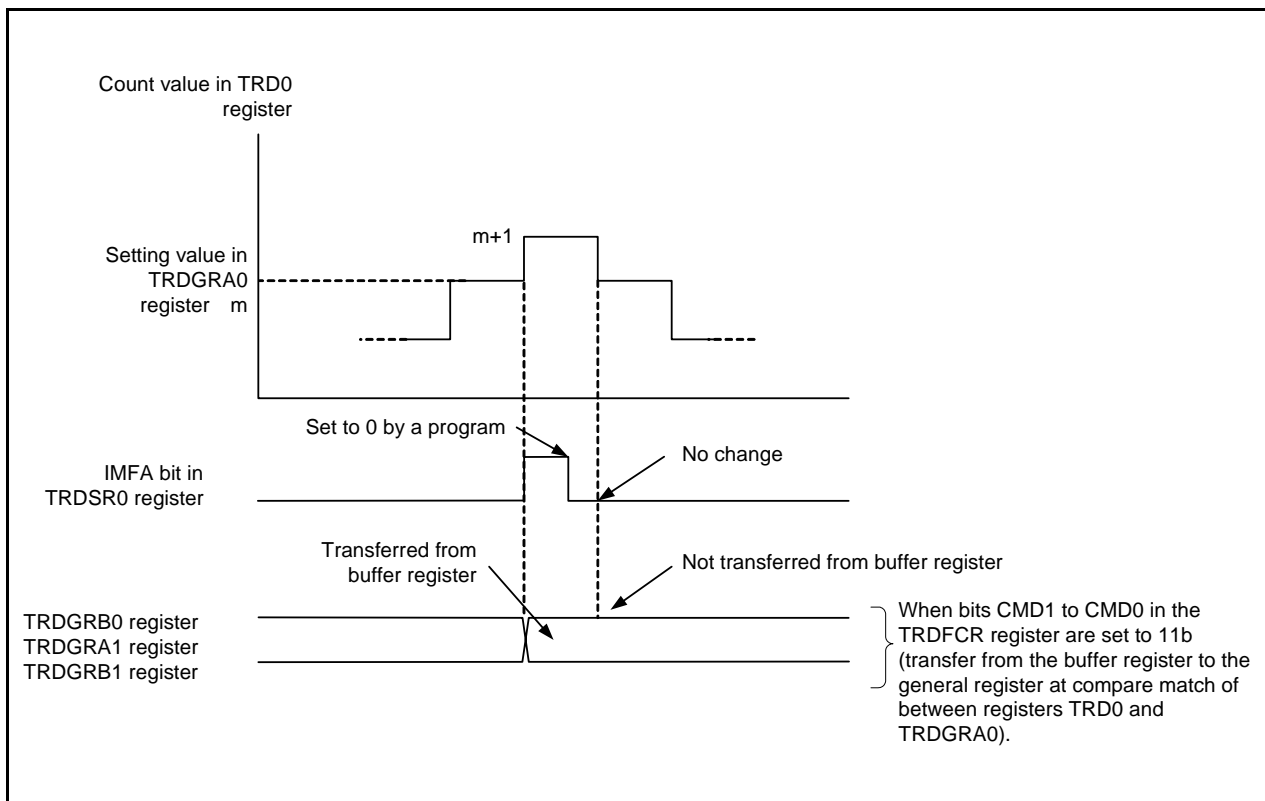 Count value in TRD0
register
m+1
Setting value in
TRDGRA0
register m
Set to 0 by a program
No change
IMFA bit in
TRDSR0 register
Transferred from
buffer register
Not transferred from buffer register
TRDGRB0 register
TRDGRA1 register
TRDGRB1 register
When bits CMD1 to CMD0 in the
TRDFCR register are set to 11b
(transfer from the buffer register to the
general register at compare match of
between registers TRD0 and
TRDGRA0).